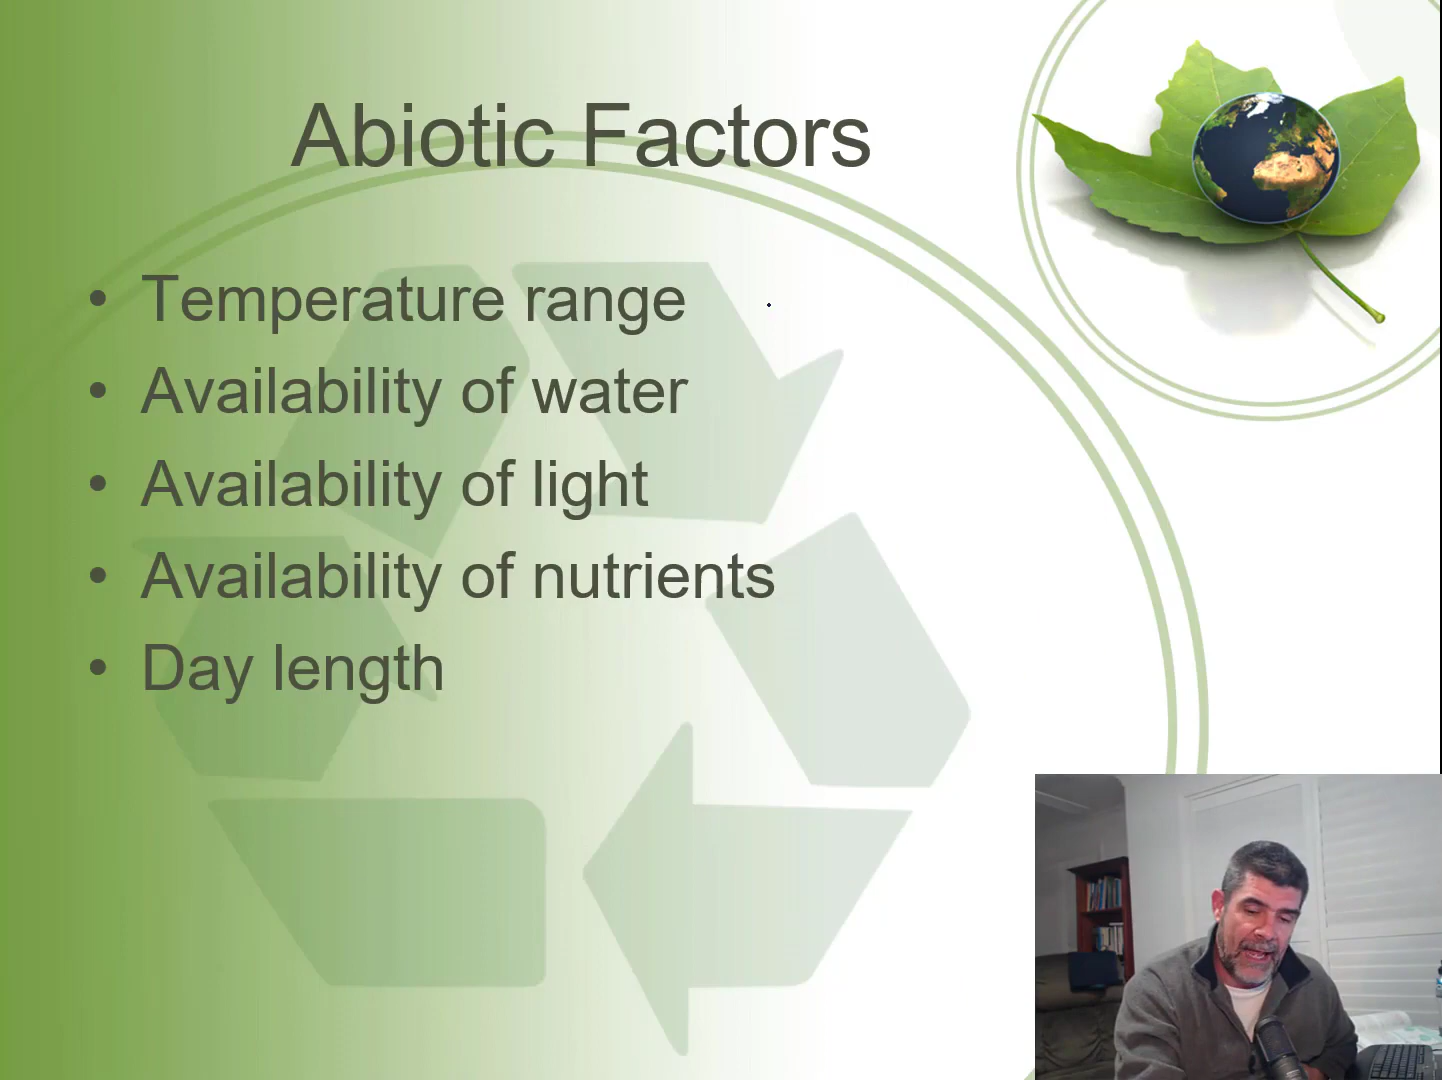 Abiotic Factors
• Temperature range
• Availability of water
• Availability of light
• Availability of nutrients
• Day length